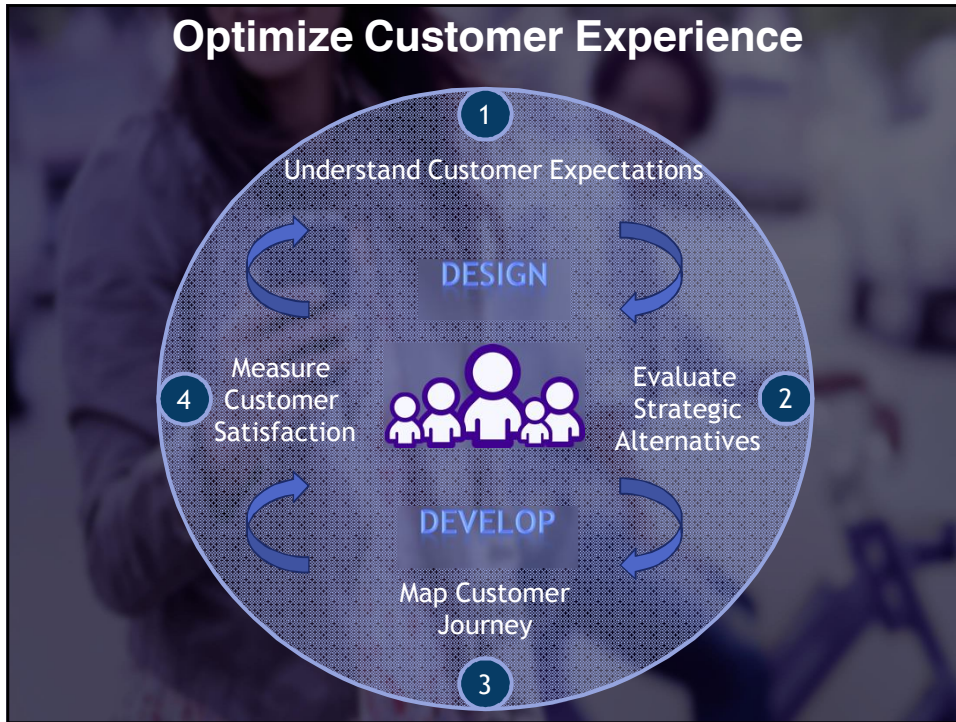 Optimize Customer Experience
1
Understand Customer Expectations
DESIGN
4
Measure
Customer
Satisfaction
Evaluate
Strategic
Alternatives
2
DEVELOP
Map Customer
Journey
3